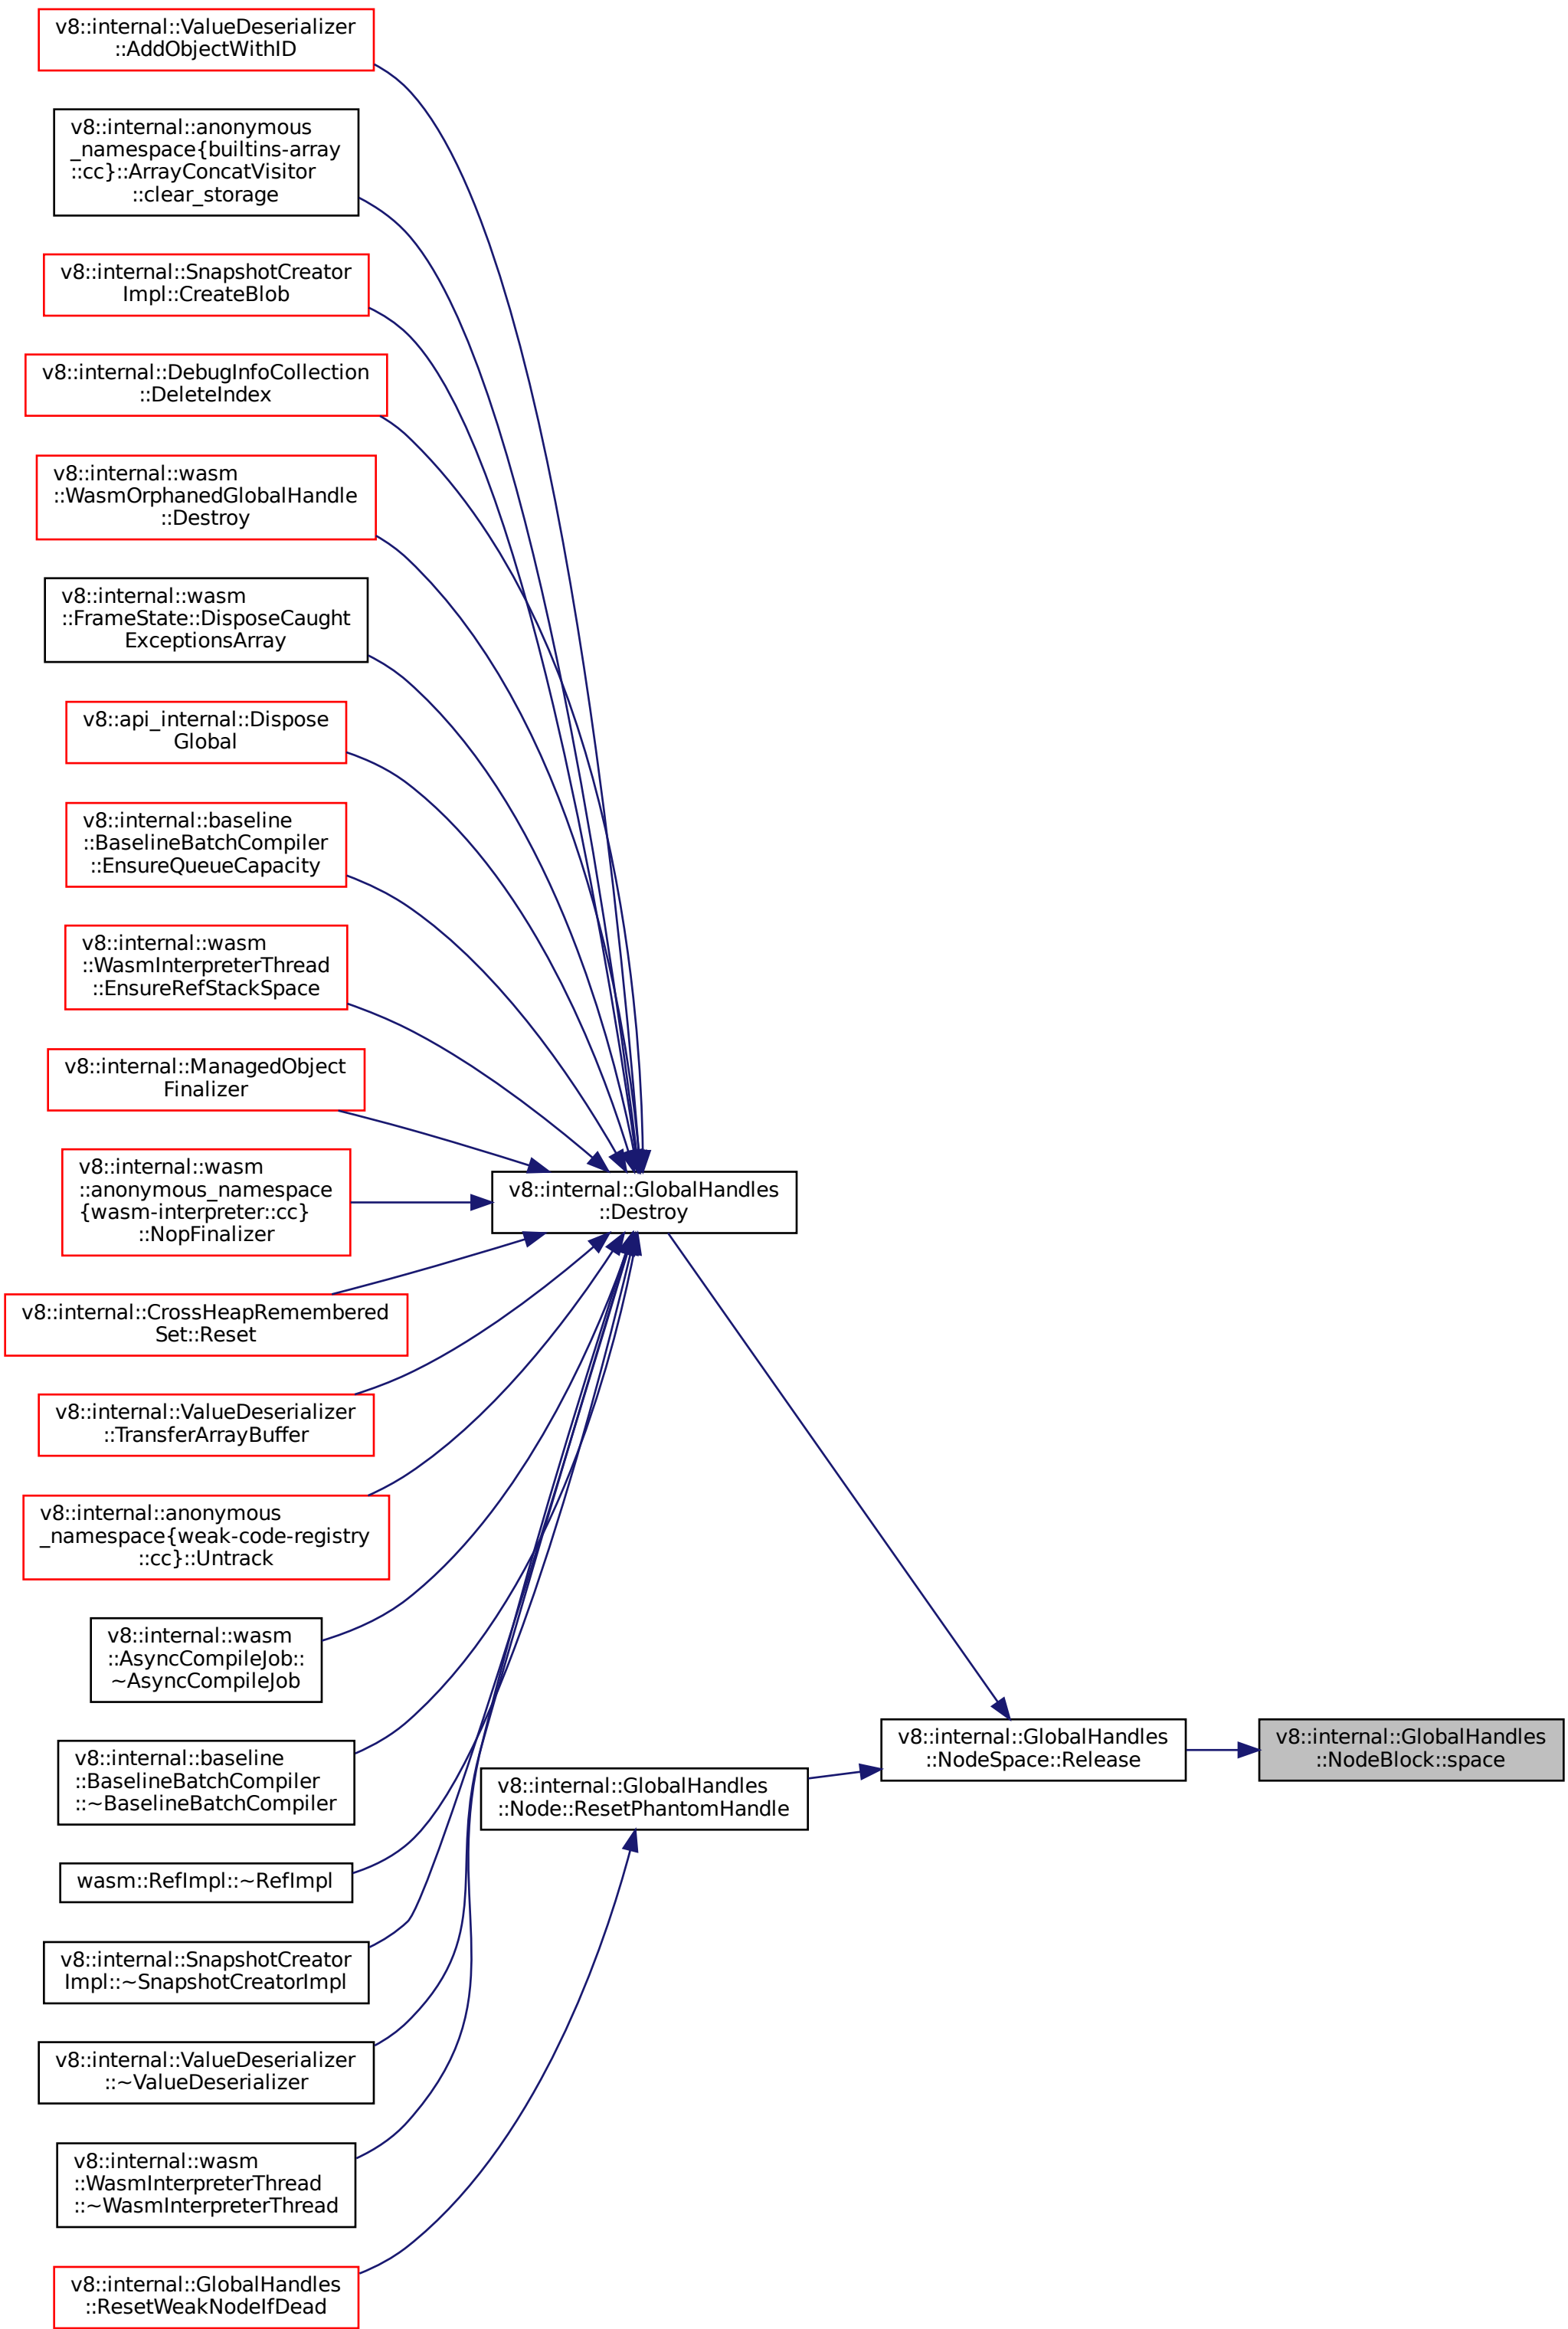 v8::internal::ValueDeserializer
::AddObjectWithID
v8::internal::anonymous
_namespace{builtins-array
::cc}::ArrayConcatVisitor
::clear_storage
v8::internal::SnapshotCreator
Impl::CreateBlob
v8::internal::DebugInfoCollection
::DeleteIndex
v8::internal::wasm
::WasmOrphanedGlobalHandle
::Destroy
v8::internal::wasm
::FrameState::DisposeCaught
ExceptionsArray
v8::api_internal::Dispose
Global
v8::internal::baseline
::BaselineBatchCompiler
::EnsureQueueCapacity
v8::internal::wasm
::WasmInterpreterThread
::EnsureRefStackSpace
v8::internal::ManagedObject
Finalizer
v8::internal::wasm
::anonymous_namespace
{wasm-interpreter::cc}
::NopFinalizer
v8::internal::GlobalHandles
::Destroy
v8::internal::CrossHeapRemembered
Set::Reset
v8::internal::ValueDeserializer
::TransferArrayBuffer
v8::internal::anonymous
_namespace{weak-code-registry
::cc}::Untrack
v8::internal::wasm
::AsyncCompileJob::
~AsyncCompileJob
v8::internal::baseline
::BaselineBatchCompiler
::~BaselineBatchCompiler
v8::internal::GlobalHandles
::Node::ResetPhantomHandle
v8::internal::GlobalHandles
::NodeSpace::Release
v8::internal::GlobalHandles
::NodeBlock::space
wasm::RefImpl::~RefImpl
v8::internal::SnapshotCreator
Impl::~SnapshotCreatorImpl
v8::internal::ValueDeserializer
::~ValueDeserializer
v8::internal::wasm
::WasmInterpreterThread
::~WasmInterpreterThread
v8::internal::GlobalHandles
::ResetWeakNodeIfDead